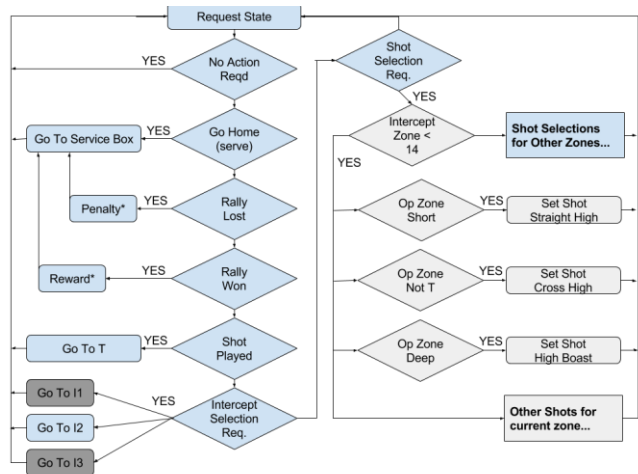 Request State
YES
No Action
Reqd
Go To Service Box
YES
Go Home
(serve)
Penalty*
Rally
Lost
Reward*
YES
Rally
Won
Go To T
YES
Shot
Played
Go To I1
Go To I2
Go To I3
YES
Intercept
Selection
Req.
Shot
Selection
Req.
YES
Intercept
Zone <
14
YES
Shot Selections
for Other Zones...
Op Zone
Short
YES
Set Shot
Straight High
Op Zone
Not T
YES
Set Shot
Cross High
Op Zone
Deep
YES
Set Shot
High Boast
Other Shots for
current zone...
YES